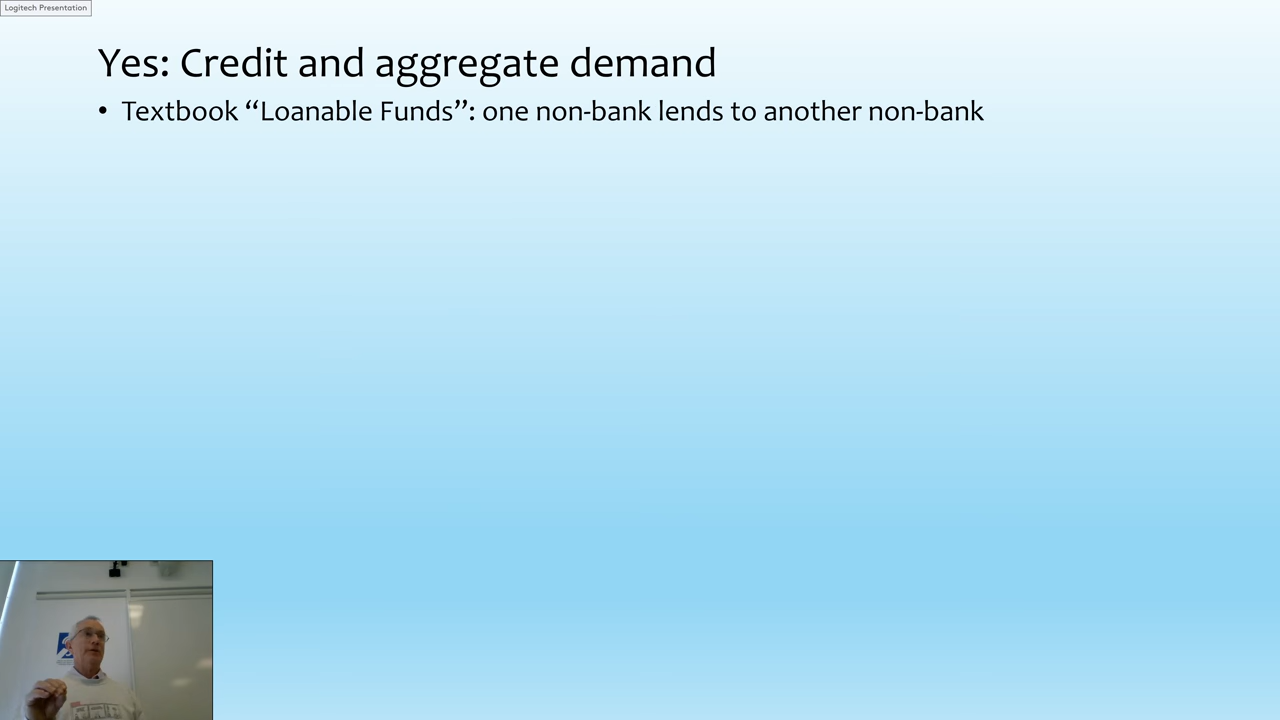 Logitech Presentation
Yes: Credit and aggregate demand
• Textbook “Loanable Funds”: one non-bank lends to another non-bank